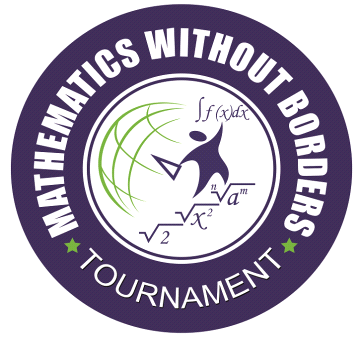 MATHEMATICS WITHOUT BORDERS
∫f(x)dx
ⁿ√aᵐ
√x²
√2
TOURNAMENT